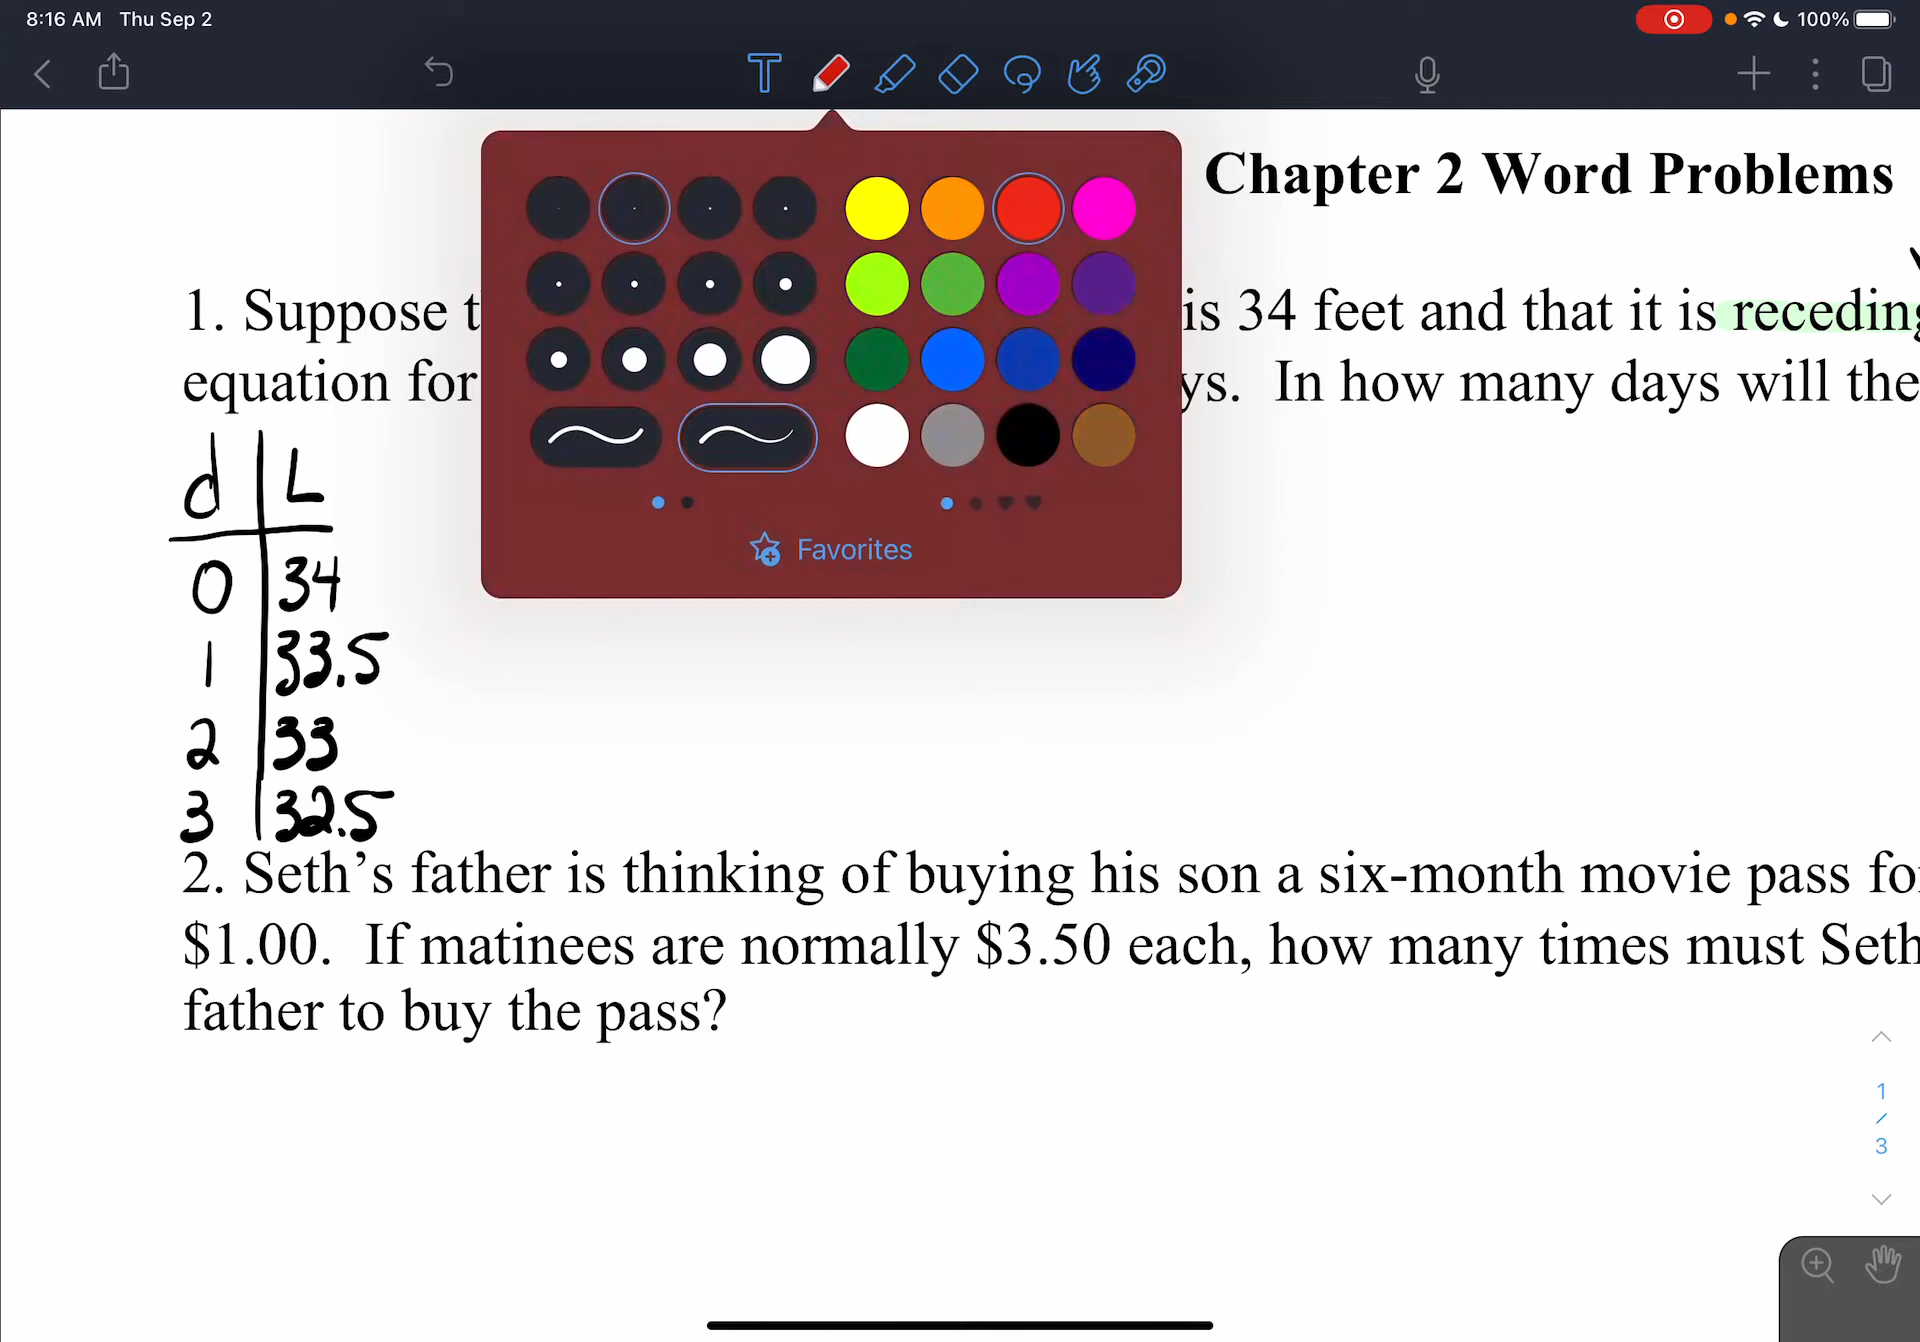 8:16 AM Thu Sep 2
100%
Chapter 2 Word Problems
1. Suppose t is 34 feet and that it is receding
equation for ys. In how many days will the
d L
0 34
1 33.5
2 33
3 32.5
Favorites
2. Seth’s father is thinking of buying his son a six-month movie pass fo
$1.00. If matinees are normally $3.50 each, how many times must Seth
father to buy the pass?
1
/
3